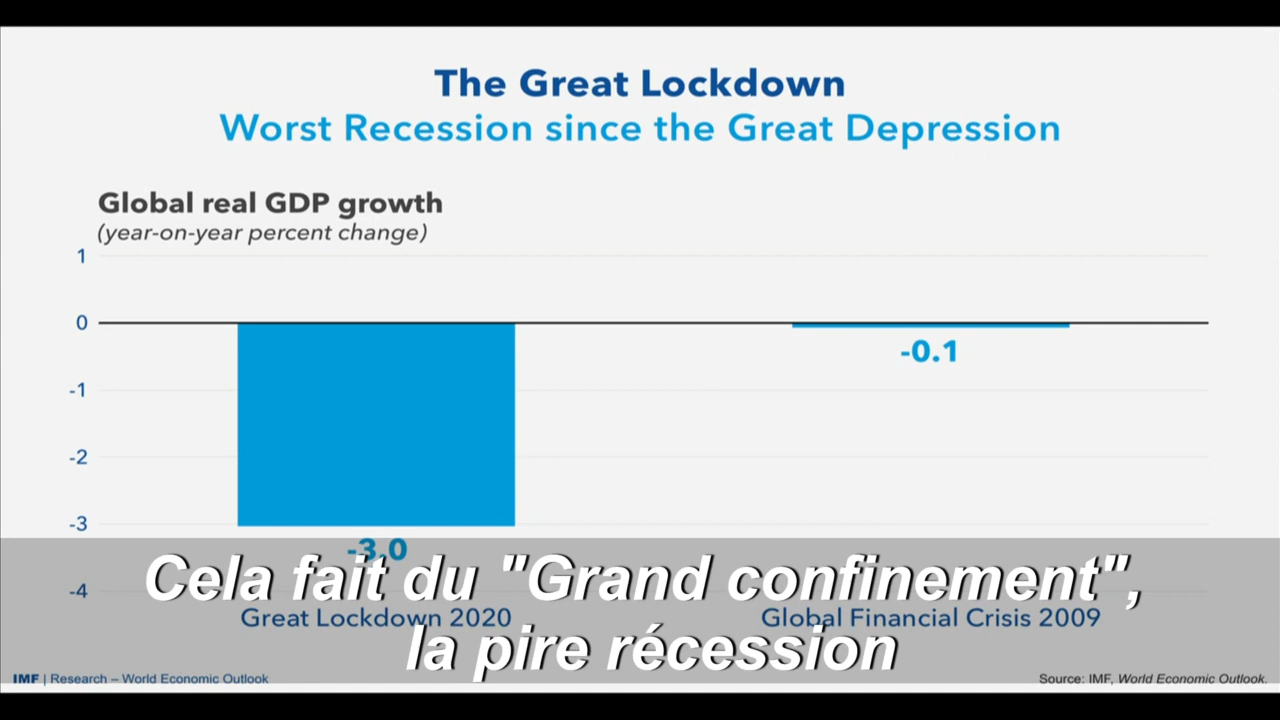 The Great Lockdown
Worst Recession since the Great Depression
Global real GDP growth
(year-on-year percent change)
1
0
-0.1
-1
-2
-3
-3.0
-4
Great Lockdown 2020
Global Financial Crisis 2009
Cela fait du "Grand confinement",
la pire récession
IMF | Research – World Economic Outlook
Source: IMF, World Economic Outlook.